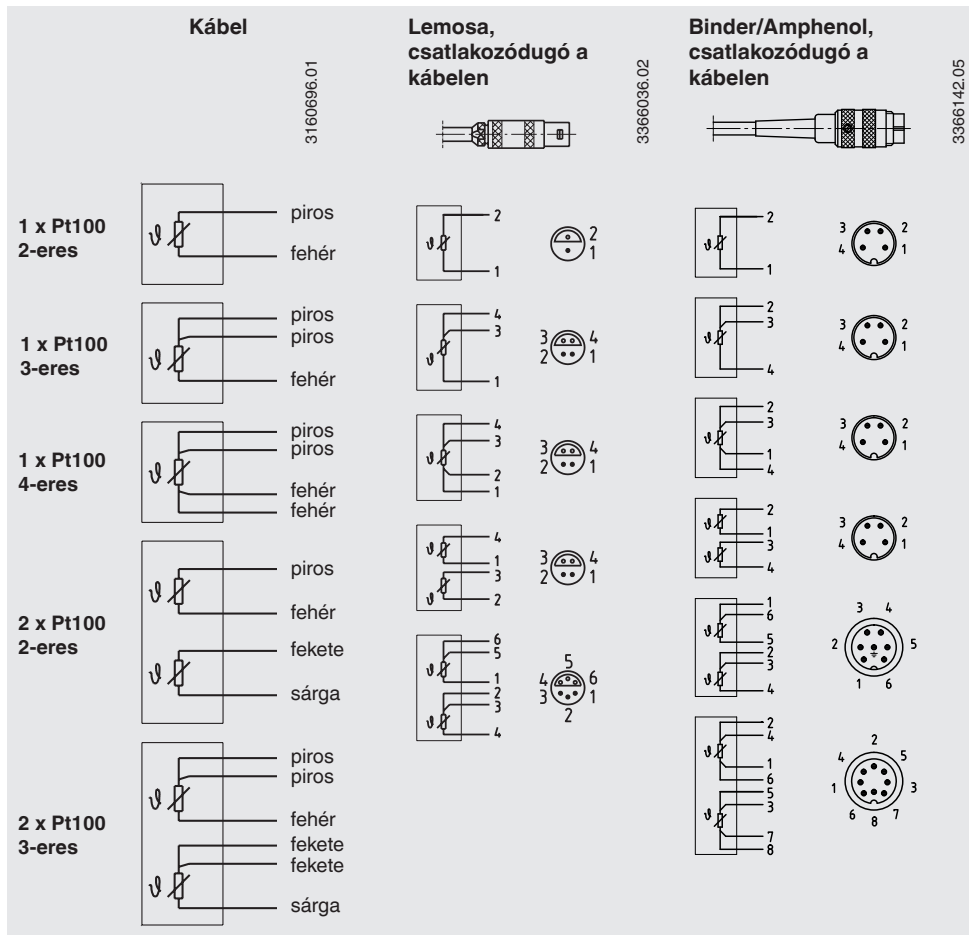 Kábel
3160696.01
Lemosa,
csatlakozódugó a
kábelen
3366036.02
Binder/Amphenol,
csatlakozódugó a
kábelen
3366142.05
1 x Pt100
2-eres
ϑ
piros
fehér
ϑ
2
1
2
1
ϑ
2
1
3 2
4 1
1 x Pt100
3-eres
ϑ
piros
piros
fehér
ϑ
4
3
1
3 4
2 1
ϑ
2
3
4
3 2
4 1
1 x Pt100
4-eres
ϑ
piros
piros
fehér
fehér
ϑ
4
3
2
1
3 4
2 1
ϑ
2
3
1
4
3 2
4 1
2 x Pt100
2-eres
ϑ
piros
fehér
ϑ
fekete
sárga
ϑ
4
1
ϑ
3
2
3 4
2 1
ϑ
2
1
ϑ
3
4
3 2
4 1
2 x Pt100
3-eres
ϑ
piros
piros
fehér
ϑ
fekete
fekete
sárga
ϑ
6
5
1
ϑ
2
3
4
5
4 6
3 1
2
ϑ
1
6
5
ϑ
2
3
4
3 4
2 5
1 6
ϑ
2
4
1
6
ϑ
5
3
7
8
2
4 5
1 3
6 7
8